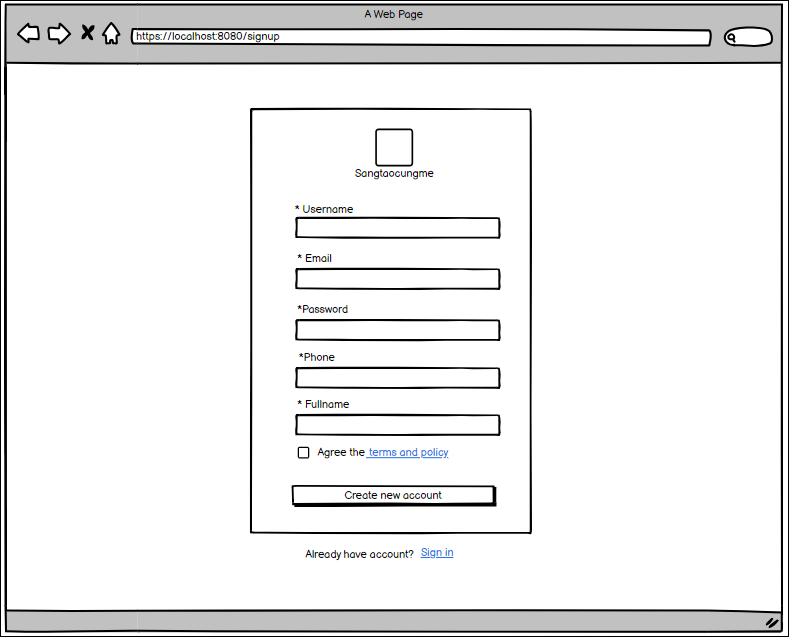 A Web Page
https://localhost:8080/signup
Sangtaocungme
* Username
* Email
*Password
*Phone
* Fullname
Agree the terms and policy
Create new account
Already have account? Sign in